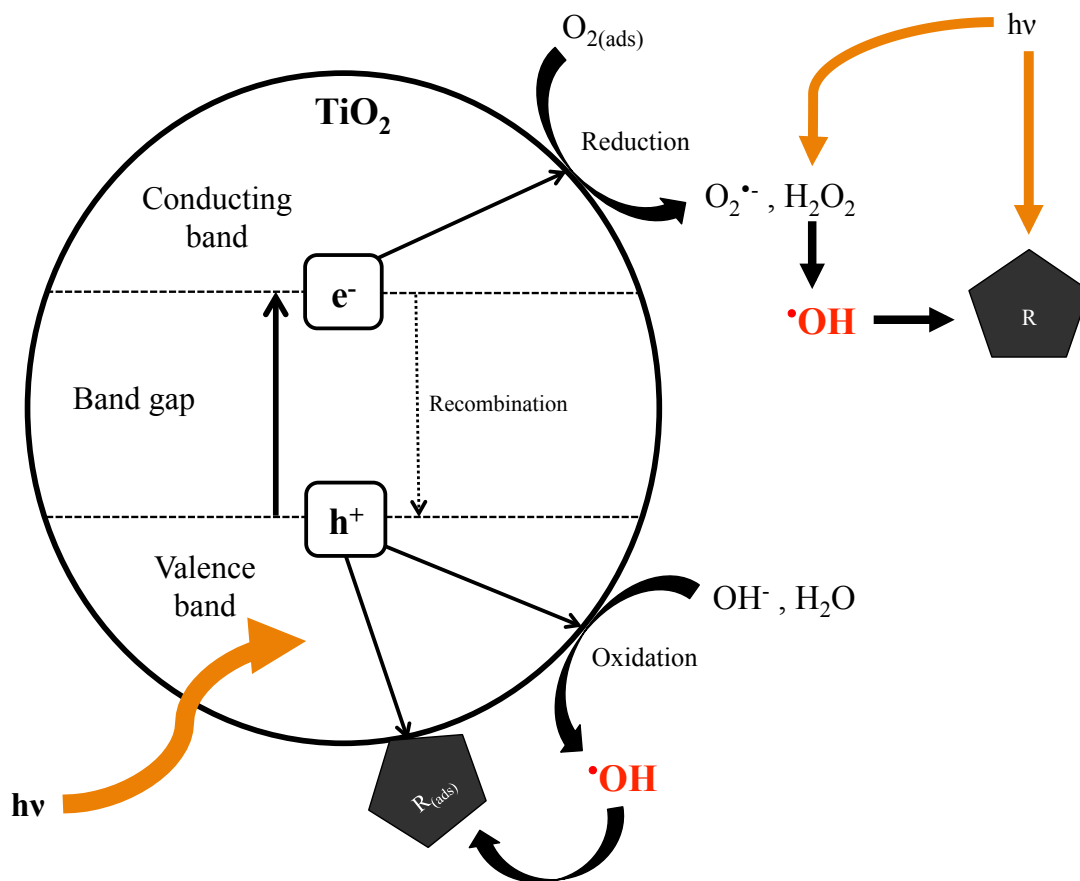 O₂(ads)
hν
TiO₂
Reduction
Conducting
band
O₂•- , H₂O₂
e-
•OH
R
Band gap
Recombination
h+
Valence
band
OH- , H₂O
Oxidation
•OH
R(ads)
hν